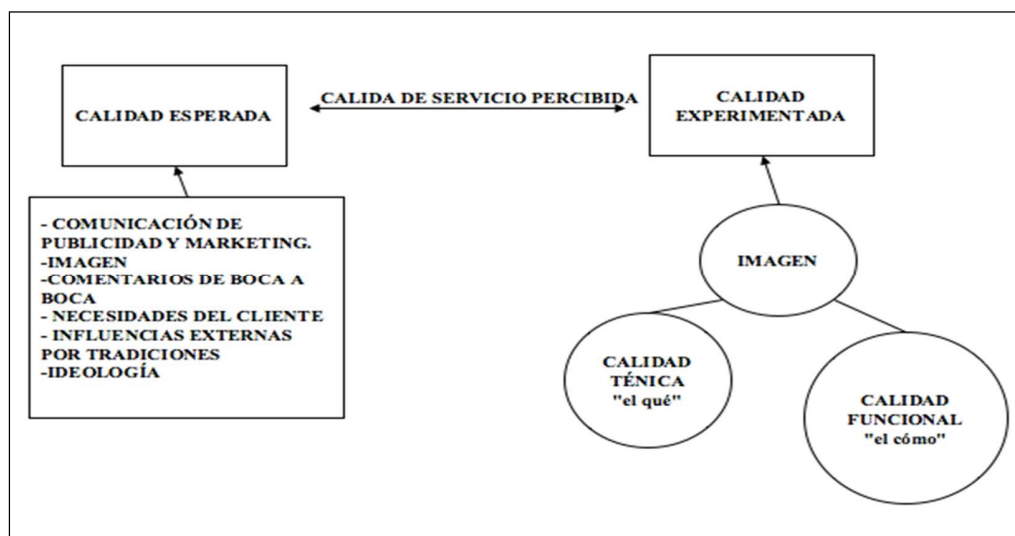 CALIDAD ESPERADA
CALIDA DE SERVICIO PERCIBIDA
CALIDAD
EXPERIMENTADA
- COMUNICACIÓN DE
PUBLICIDAD Y MARKETING.
-IMAGEN
-COMENTARIOS DE BOCA A
BOCA
- NECESIDADES DEL CLIENTE
- INFLUENCIAS EXTERNAS
POR TRADICIONES
-IDEOLOGÍA
IMAGEN
CALIDAD
TÉNICA
"el qué"
CALIDAD
FUNCIONAL
"el cómo"